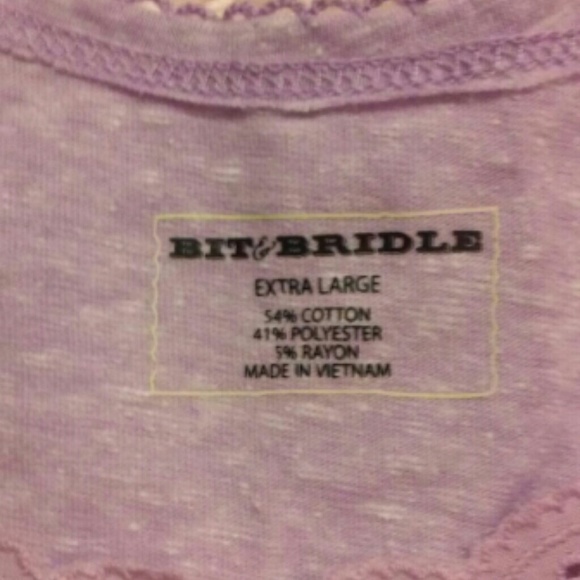 BIT & BRIDLE
EXTRA LARGE
54% COTTON
41% POLYESTER
5% RAYON
MADE IN VIETNAM